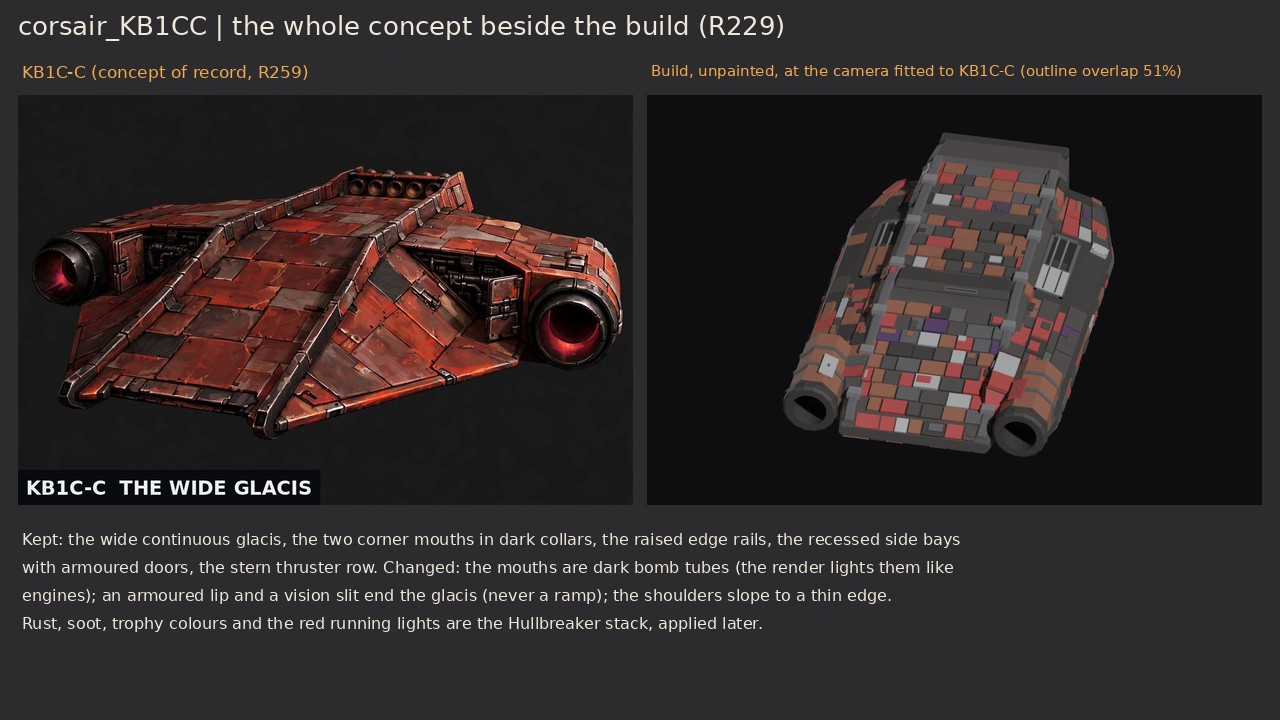 corsair_KB1CC | the whole concept beside the build (R229)
KB1C-C (concept of record, R259)
Build, unpainted, at the camera fitted to KB1C-C (outline overlap 51%)
KB1C-C THE WIDE GLACIS
Kept: the wide continuous glacis, the two corner mouths in dark collars, the raised edge rails, the recessed side bays
with armoured doors, the stern thruster row. Changed: the mouths are dark bomb tubes (the render lights them like
engines); an armoured lip and a vision slit end the glacis (never a ramp); the shoulders slope to a thin edge.
Rust, soot, trophy colours and the red running lights are the Hullbreaker stack, applied later.